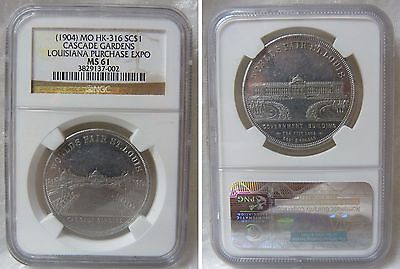 (1904) MO HK-316 SC$1
CASCADE GARDENS
LOUISIANA PURCHASE EXPO
MS 61
3829137-002
NGC
WORLD'S FAIR ST. LOUIS
WORLD'S FAIR ST. LOUIS
GOVERNMENT BUILDING
PNG